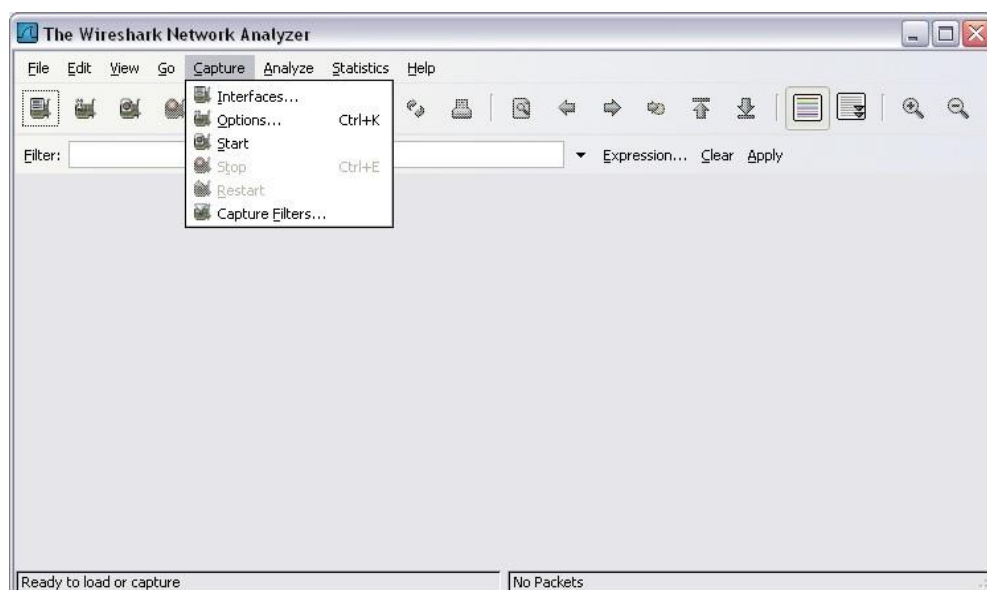 The Wireshark Network Analyzer
File Edit View Go Capture Analyze Statistics Help
Interfaces...
Options... Ctrl+K
Start
Stop Ctrl+E
Restart
Capture Filters...
Filter: Expression... Clear Apply
Ready to load or capture No Packets